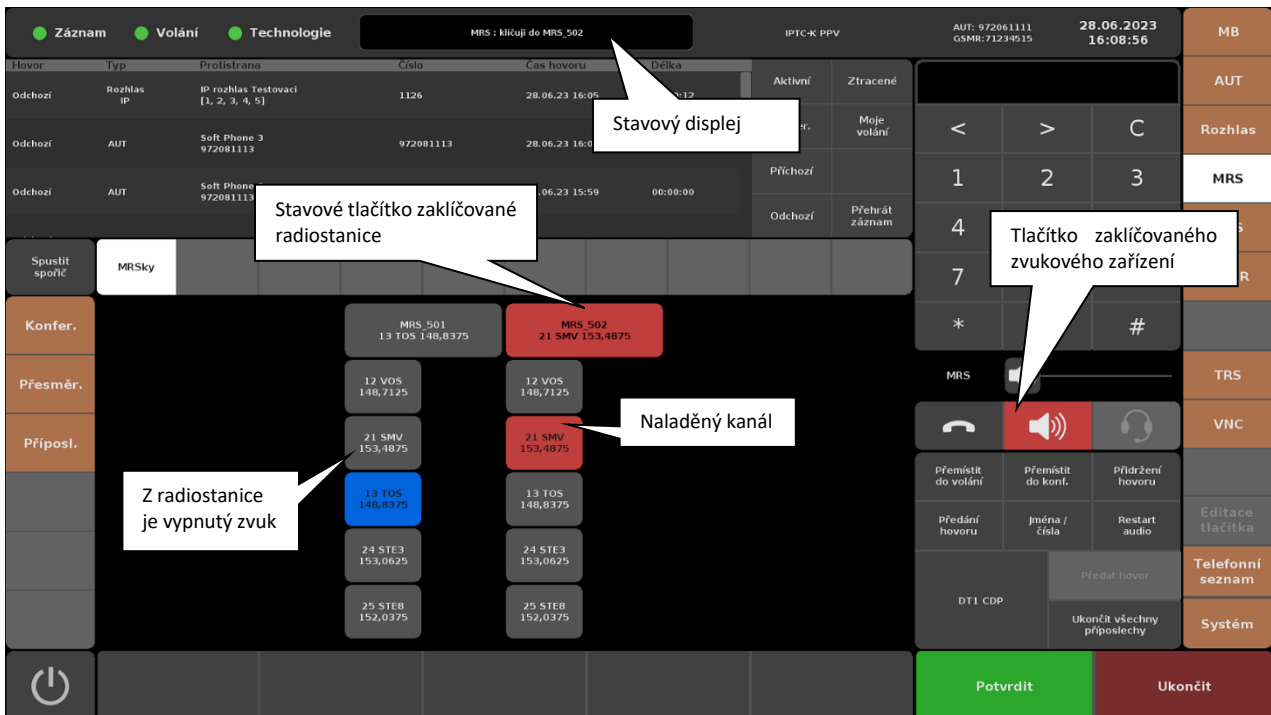 Záznam Volání Technologie MRS : klíčuji do MRS_502 IPTC-K PPV AUT: 972061111 28.06.2023 MB
GSMR:71234515 16:08:56
Hovor Typ Protistrana Číslo Čas hovoru Délka
Odchozí Rozhlas IP IP rozhlas Testovaci 1126 28.06.23 16:05
[1, 2, 3, 4, 5]
Odchozí AUT Soft Phone 3
972081113 972081113
Odchozí AUT Soft Phone
972081113 15:59 00:00:00
Aktivní Ztracené
Moje volání
Příchozí
Odchozí Přehrát záznam
Stavový displej
Stavové tlačítko zaklíčované
radiostanice
Tlačítko zaklíčovaného
zvukového zařízení
< > C
1 2 3
4
7
* #
AUT
Rozhlas
MRS
Spustit
spořič
MRSky
Konfer.
Přesměr.
Příposl.
MRS_501
13 TOS 148,8375
MRS_502
21 SMV 153,4875
12 VOS
148,7125
12 VOS
148,7125
21 SMV
153,4875
21 SMV
153,4875
Naladěný kanál
Z radiostanice
je vypnutý zvuk
13 TOS
148,8375
13 TOS
148,8375
24 STE3
153,0625
24 STE3
153,0625
25 STE8
152,0375
25 STE8
152,0375
MRS
TRS
VNC
Přemístit
do volání
Přemístit
do konf.
Přidržení
hovoru
Předání
hovoru
Jména /
čísla
Restart
audio
Editace
tlačítka
DT1 CDP
Předat hovor
Ukončit všechny
příposlechy
Telefonní
seznam
Systém
Potvrdit
Ukončit